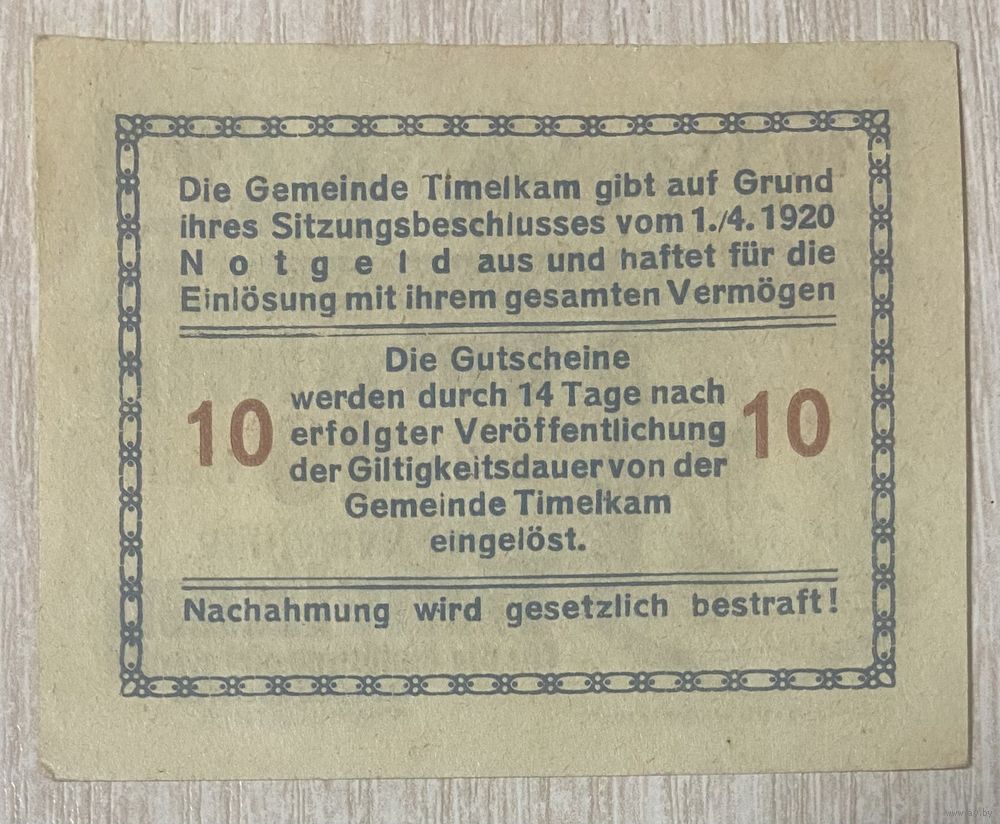 Die Gemeinde Timelkam gibt auf Grund
ihres Sitzungsbeschlusses vom 1./4. 1920
Notgeld aus und haftet für die
Einlösung mit ihrem gesamten Vermögen
Die Gutscheine
werden durch 14 Tage nach
10 erfolgter Veröffentlichung 10
der Giltigkeitsdauer von der
Gemeinde Timelkam
eingelöst.
Nachahmung wird gesetzlich bestraft!